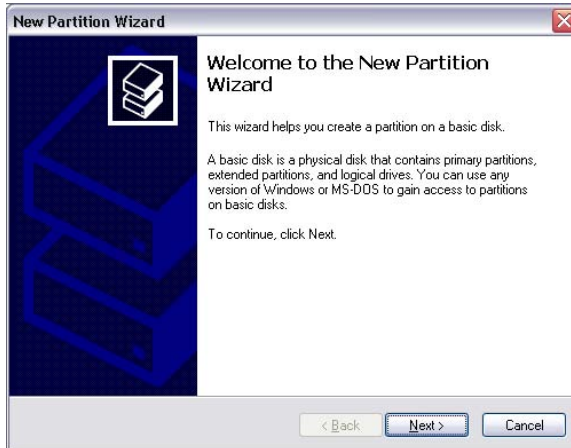 New Partition Wizard
Welcome to the New Partition
Wizard
This wizard helps you create a partition on a basic disk.
A basic disk is a physical disk that contains primary partitions,
extended partitions, and logical drives. You can use any
version of Windows or MS-DOS to gain access to partitions
on basic disks.
To continue, click Next.
< Back Next > Cancel